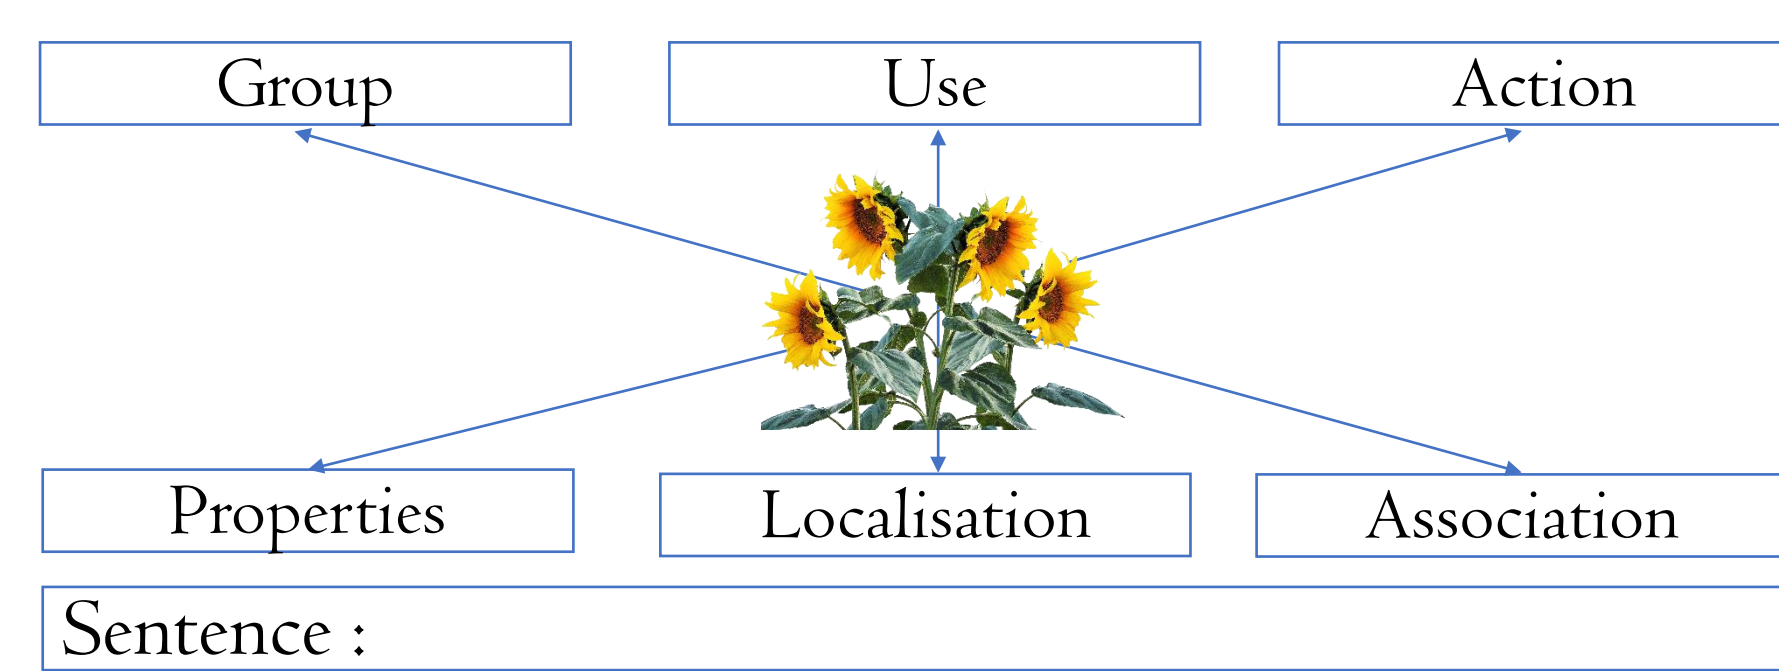 Group
Use
Action
Properties
Localisation
Association
Sentence :